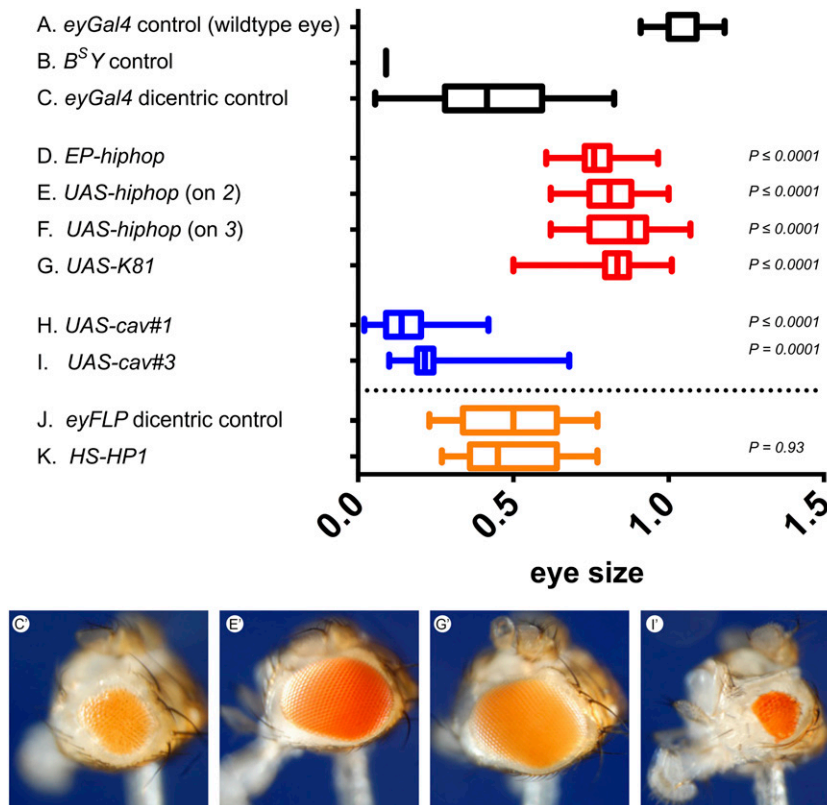 A. eyGal4 control (wildtype eye)
B. BˢY control
C. eyGal4 dicentric control
D. EP-hiphop P ≤ 0.0001
E. UAS-hiphop (on 2) P ≤ 0.0001
F. UAS-hiphop (on 3) P ≤ 0.0001
G. UAS-K81 P ≤ 0.0001
H. UAS-cav#1 P ≤ 0.0001
I. UAS-cav#3 P = 0.0001
J. eyFLP dicentric control
K. HS-HP1 P = 0.93
0.0 0.5 1.0 1.5
eye size
C' E' G' I'